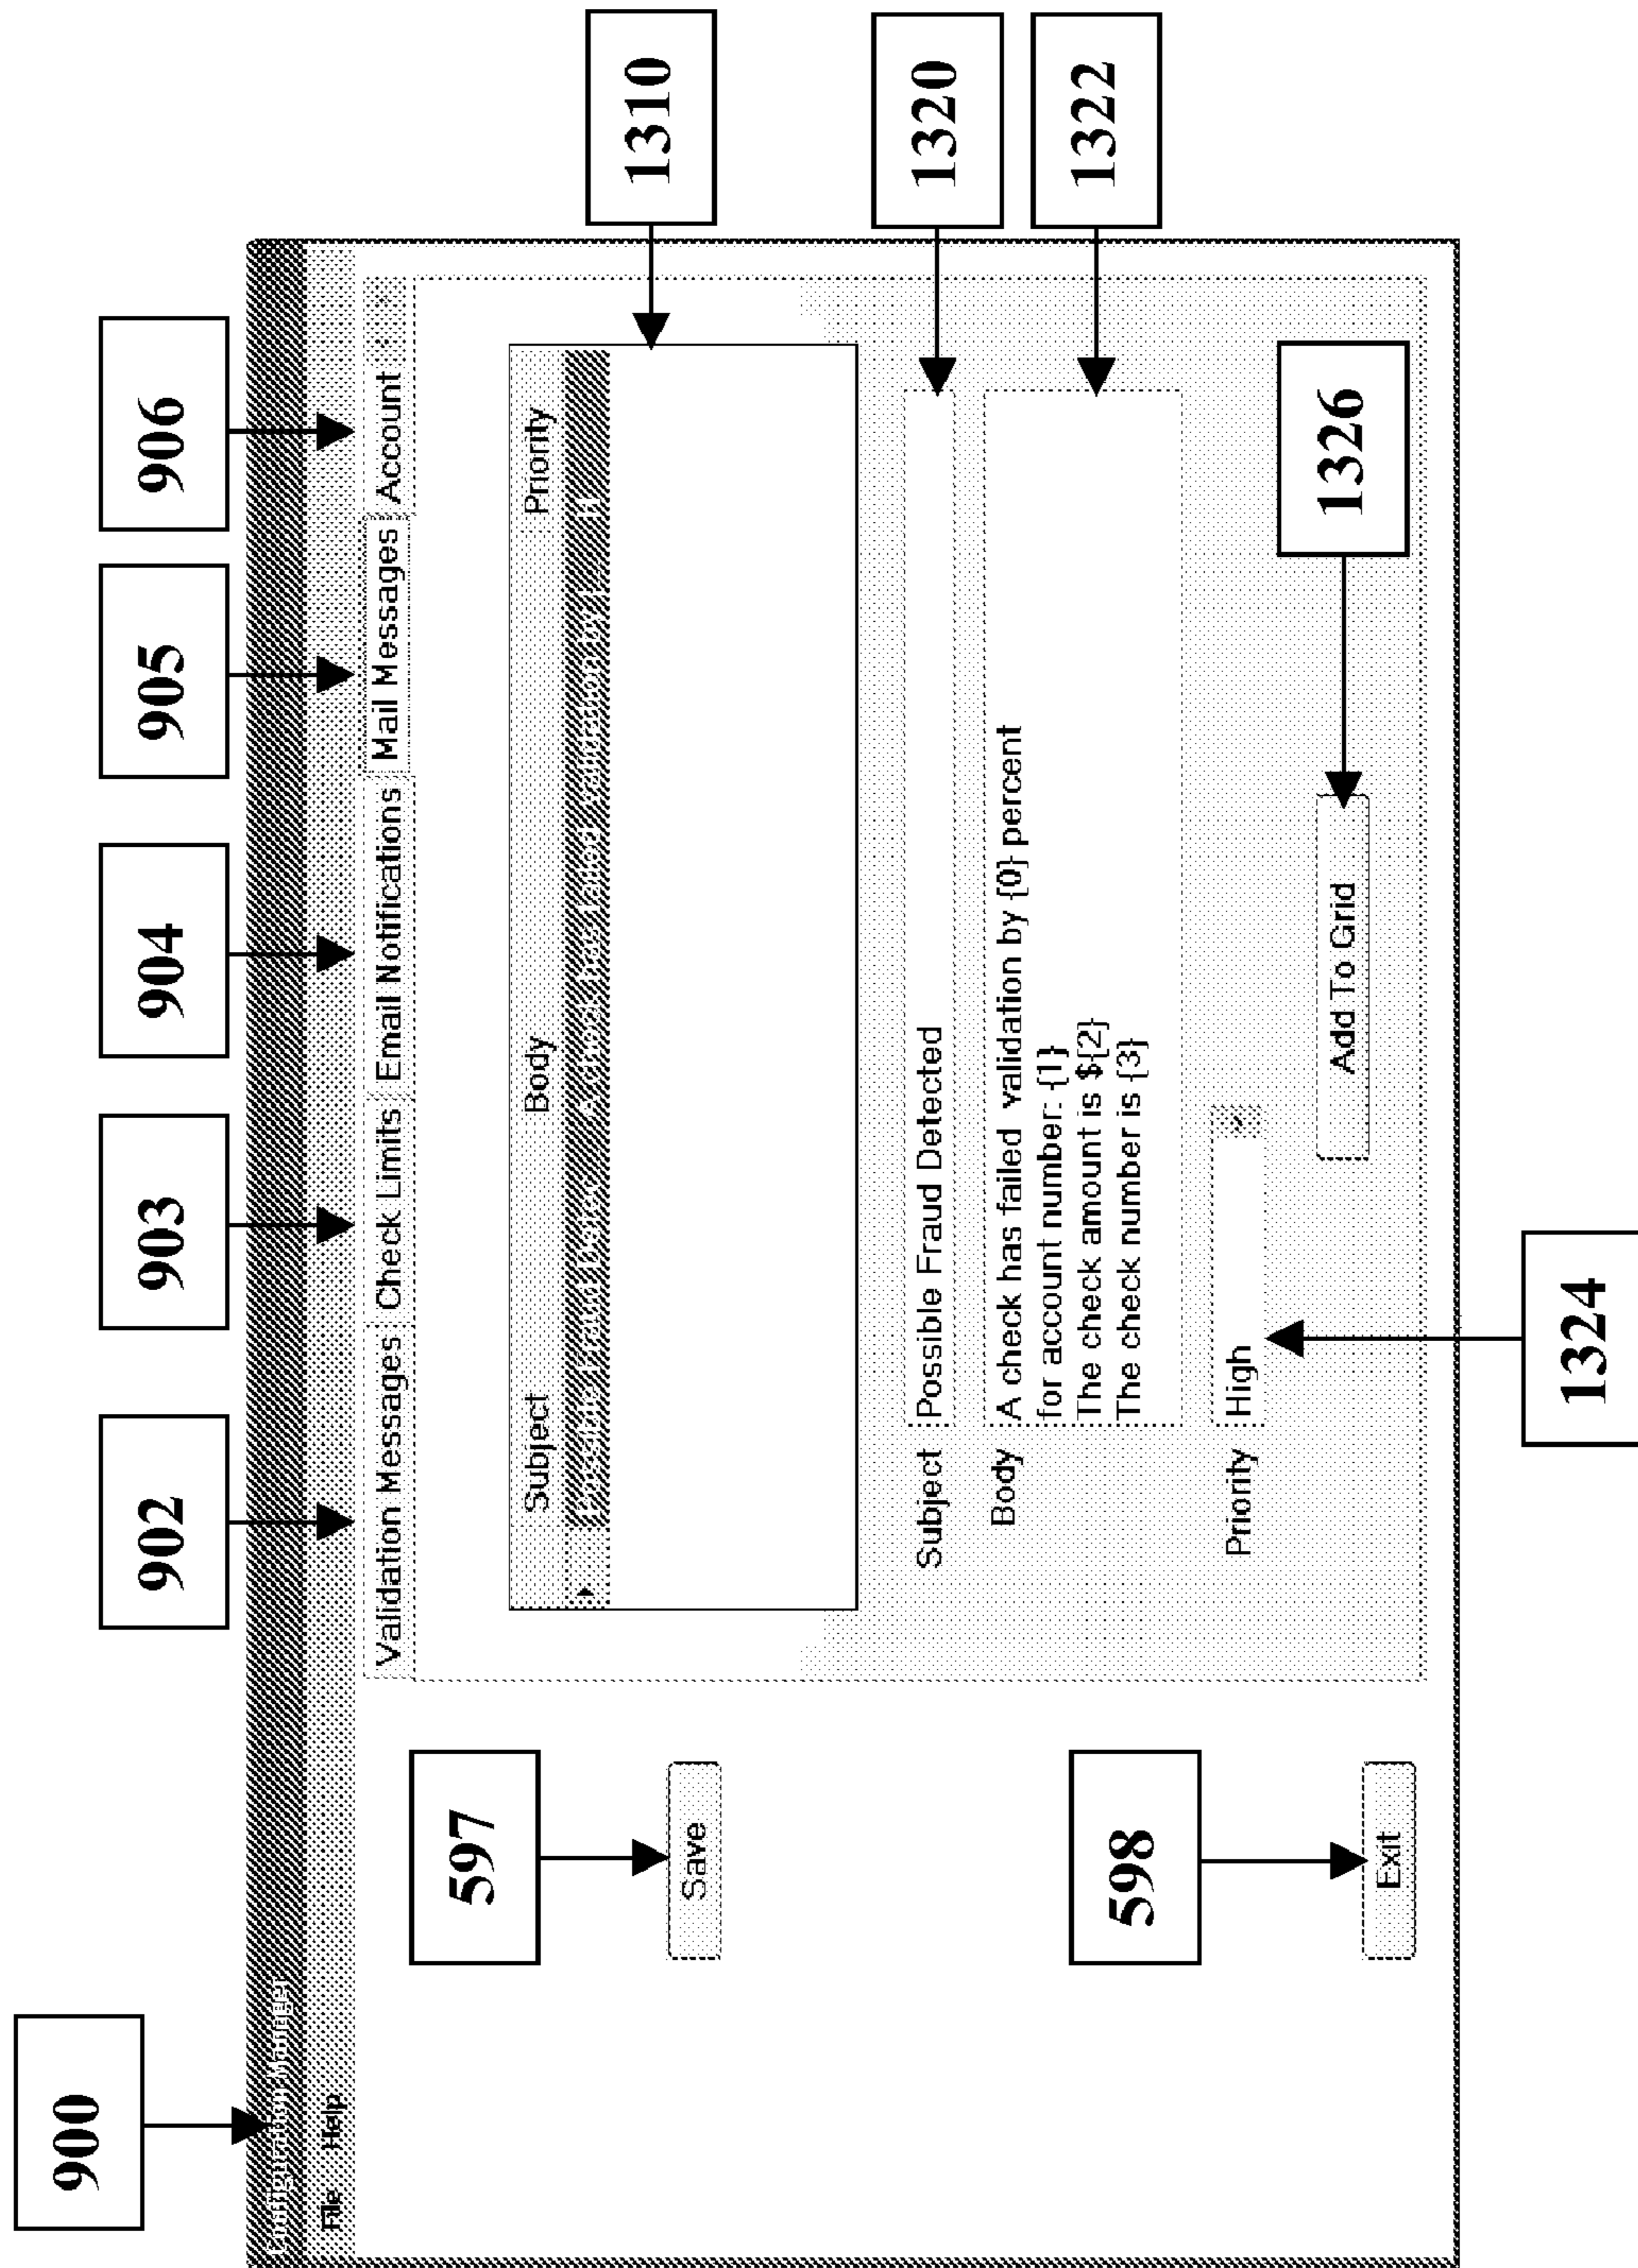 900
902
903
904
905
906
Configuration Manager
File Help
Validation Messages Check Limits Email Notifications Mail Messages Account
597
Save
598
Exit
Subject Body Priority
1310
Subject Possible Fraud Detected
1320
Body A check has failed validation by {0} percent
for account number: {1}
The check amount is ${2}
The check number is {3}
1322
Priority High
1324
Add To Grid
1326